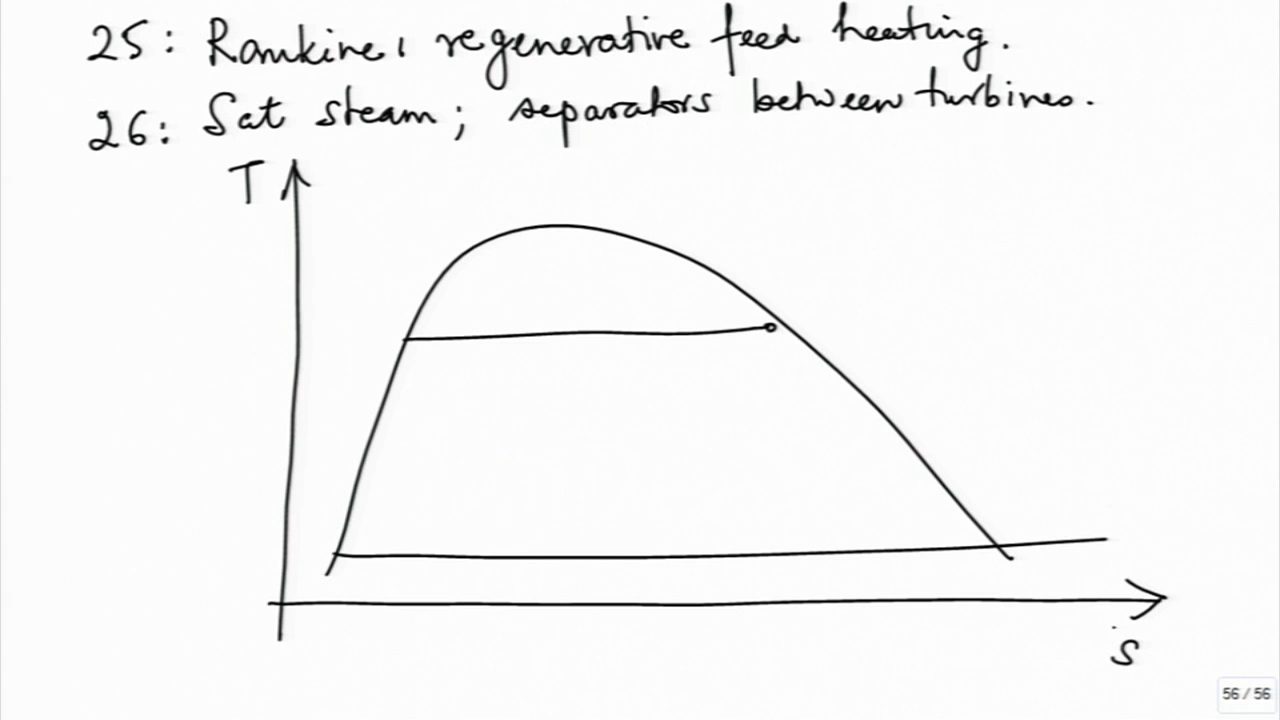 25: Rankine, regenerative feed heating.
26: Sat steam; separators between turbines.
T
s
56 / 56